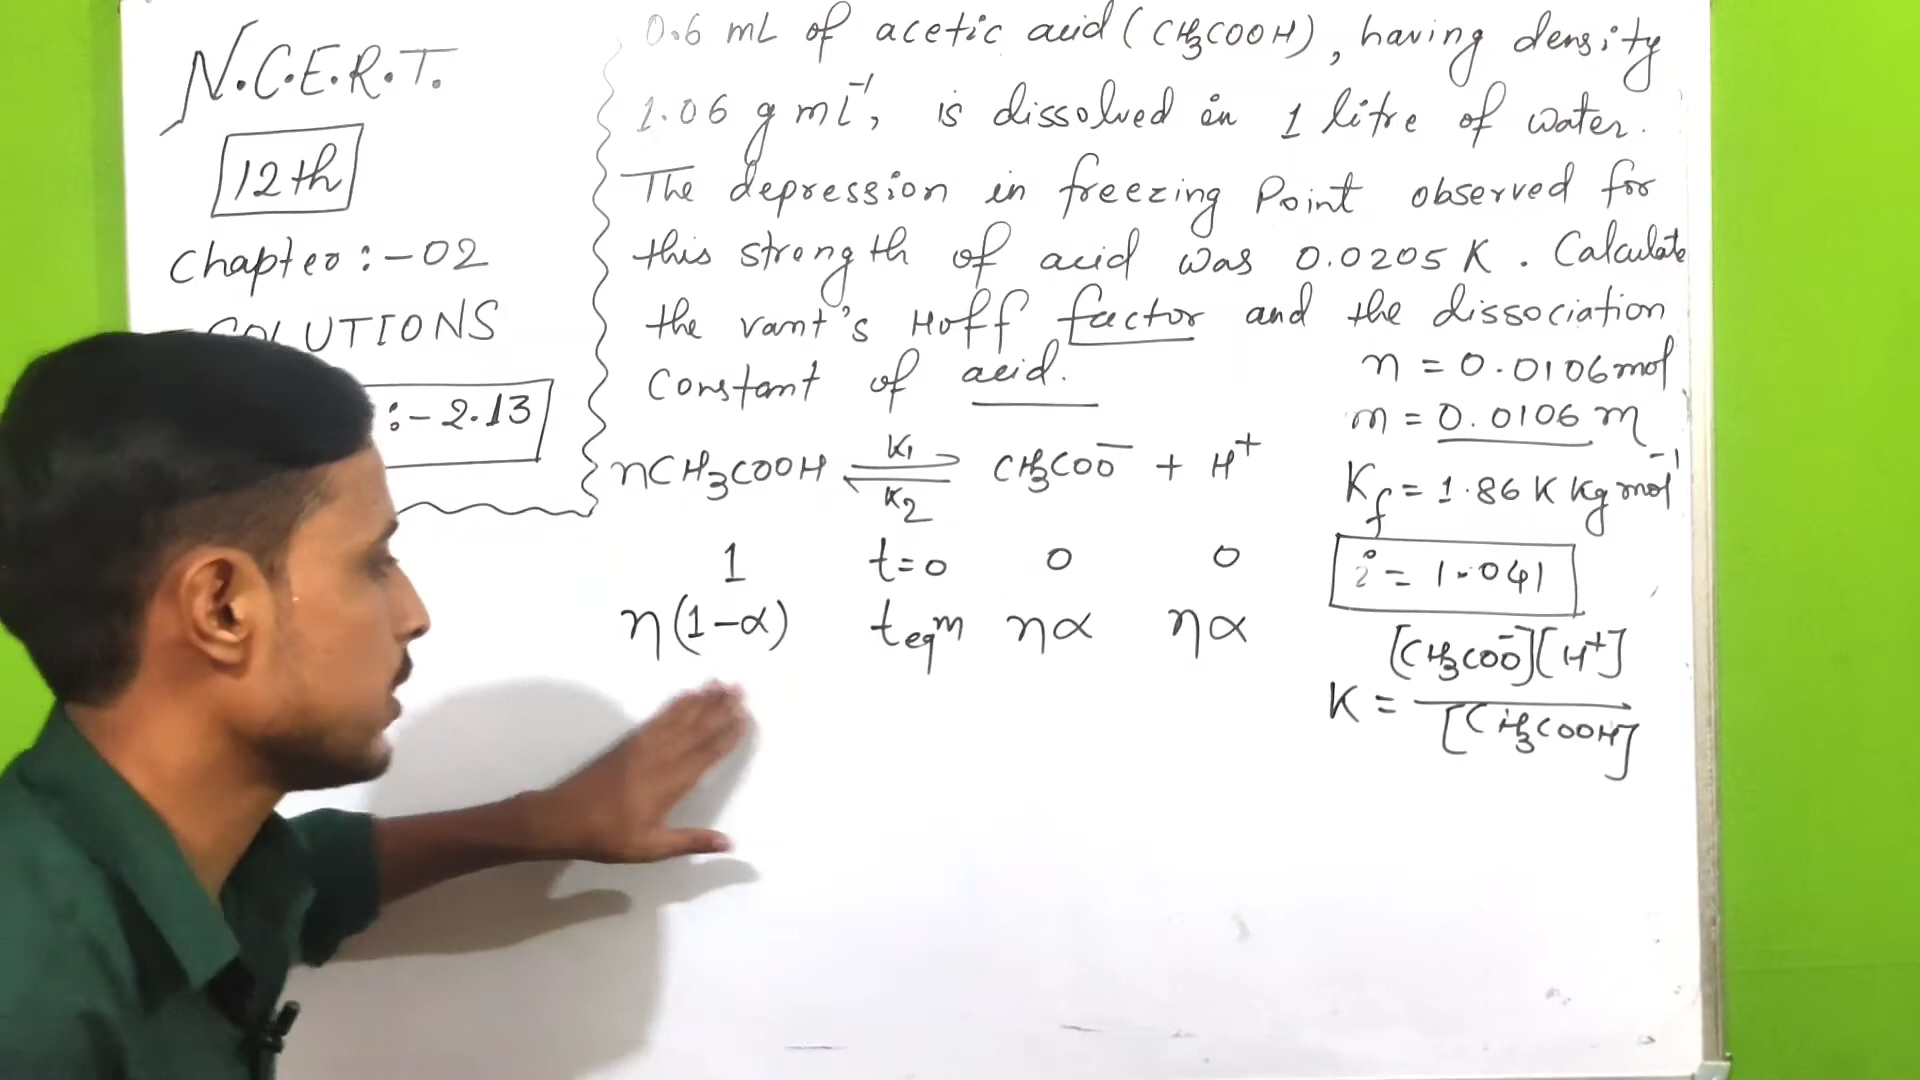 N.C.E.R.T.
12th
Chapter :- 02
SOLUTIONS
:- 2.13
0.6 mL of acetic acid (CH₃COOH), having density
1.06 g mL⁻¹, is dissolved in 1 litre of water.
The depression in freezing Point observed for
this strength of acid was 0.0205 K. Calculate
the vant's Hoff factor and the dissociation
Constant of acid.
nCH₃COOH ⇌ CH₃COO⁻ + H⁺
K₁
K₂
1 t=0 0 0
n(1-α) teqm nα nα
n = 0.0106 mol
m = 0.0106 m
Kf = 1.86 K Kg mol⁻¹
i = 1.041
[CH₃COO⁻][H⁺]
K =
[CH₃COOH]